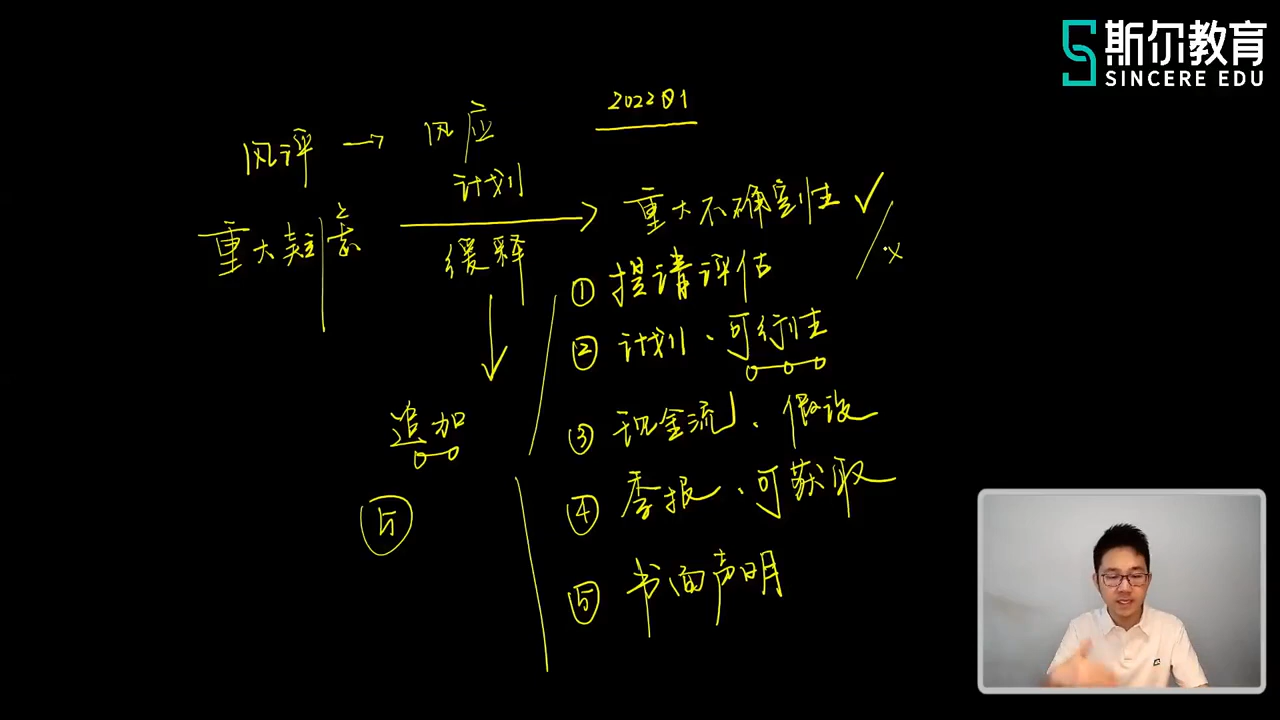 斯尔教育
SINCERE EDU
2022 01
风评 → 风应
计划
重大疑虑 → 重大不确定性 ✓ / ×
缓释
① 提请评估
② 计划、可行性
③ 现金流、假设
追加
④ 季报、可获取
5
⑤ 书面声明